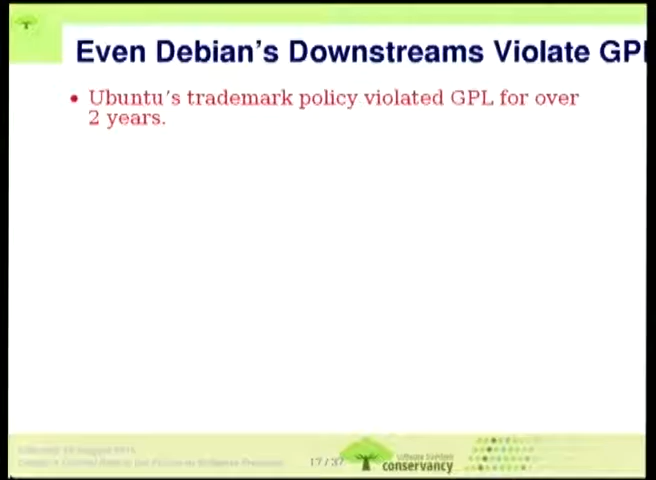 Even Debian's Downstreams Violate GPL
• Ubuntu's trademark policy violated GPL for over
2 years.
17 / 37
conservancy